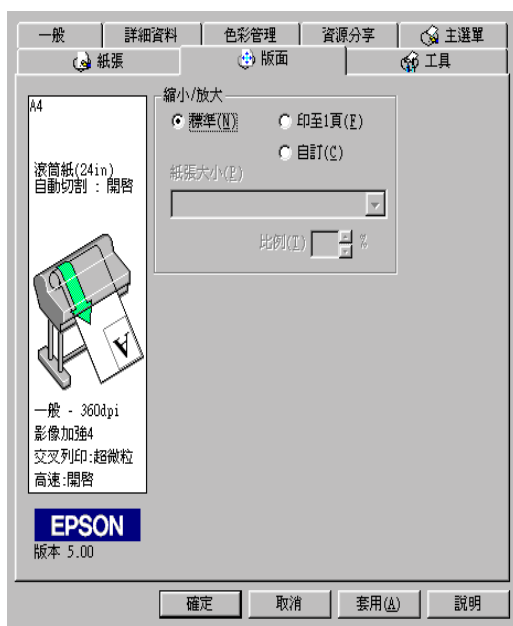 一般 詳細資料 色彩管理 資源分享 主選單
紙張 版面 工具
A4
滾筒紙(24in)
自動切割 : 開啓
A
一般 - 360dpi
影像加強4
交叉列印:超微粒
高速:開啓
EPSON
版本 5.00
縮小/放大
標準(N) 印至1頁(F)
自訂(C)
紙張大小(P)
比例(T) %
確定 取消 套用(A) 說明